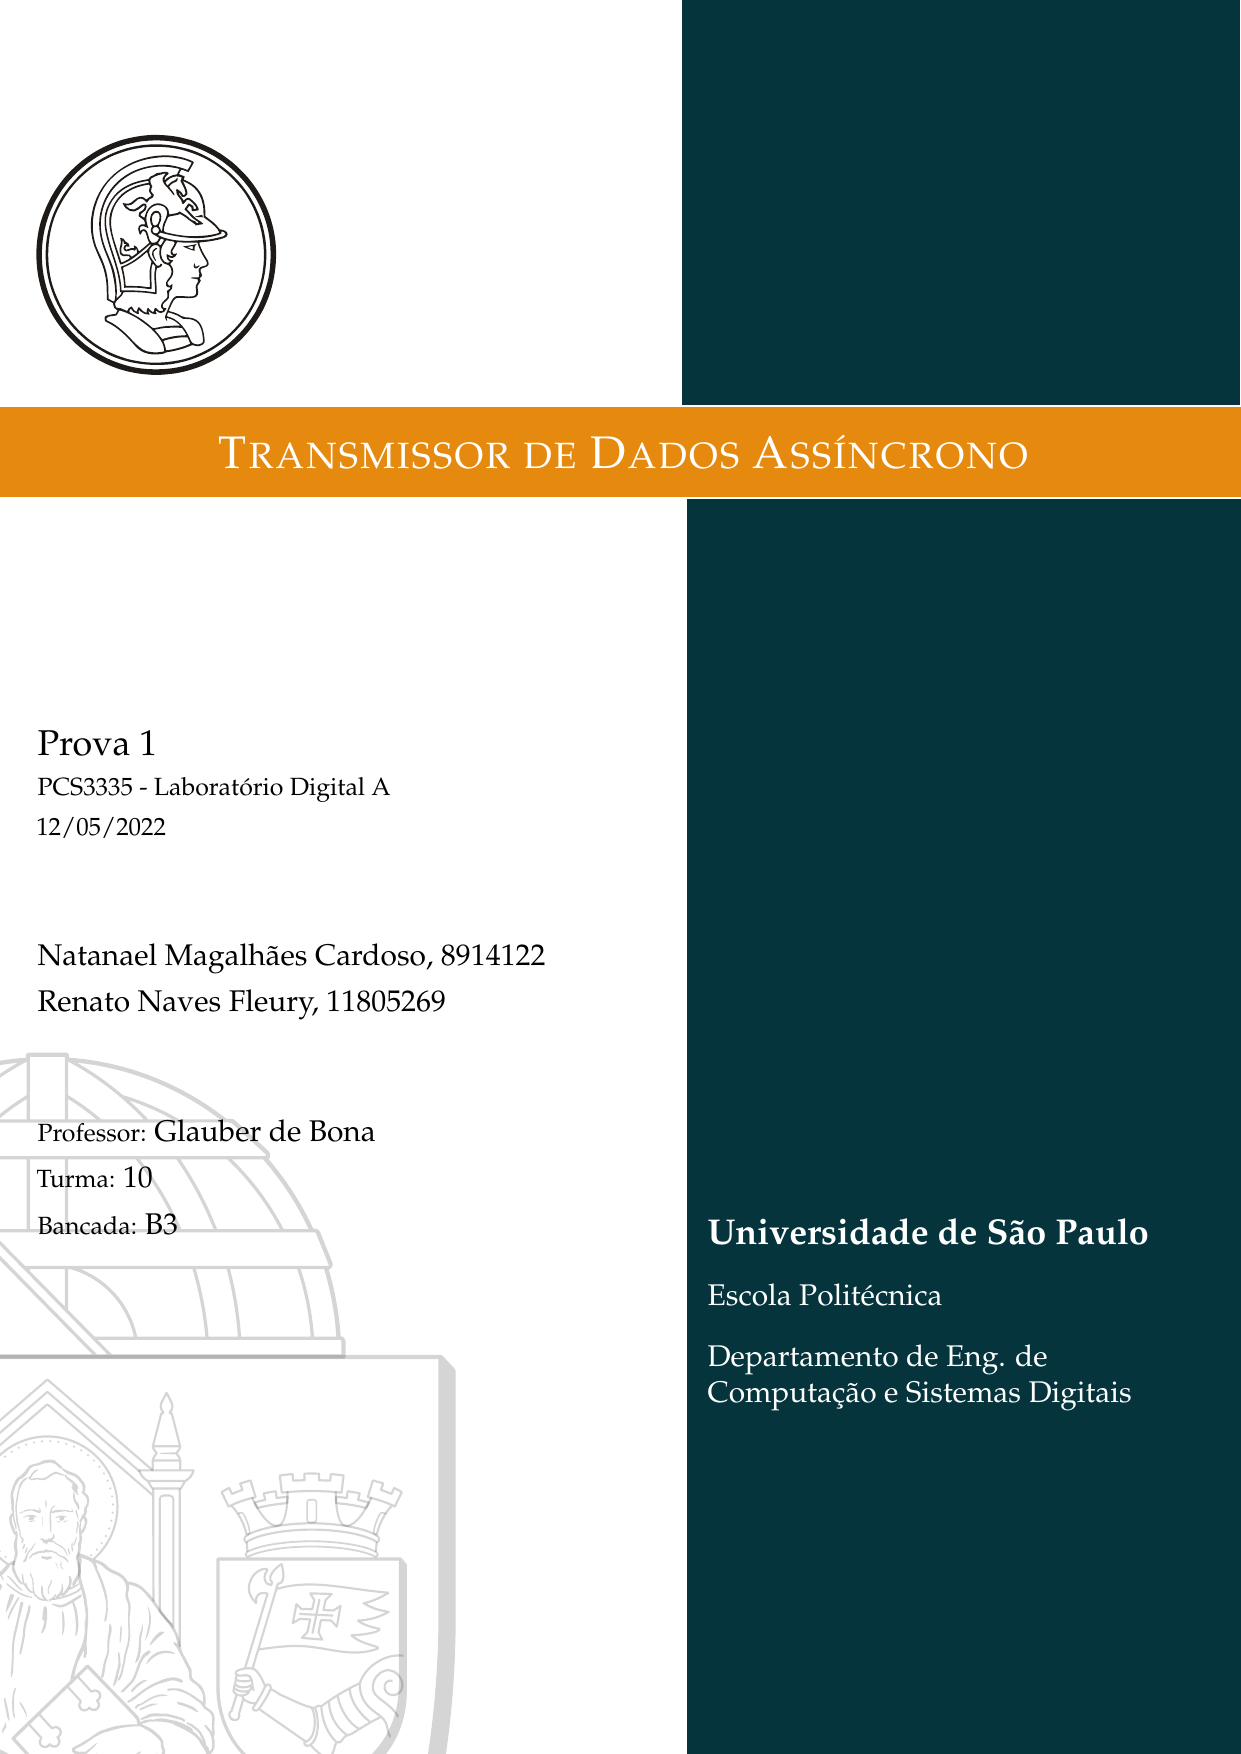 TRANSMISSOR DE DADOS ASSÍNCRONO
Prova 1
PCS3335 - Laboratório Digital A
12/05/2022
Natanael Magalhães Cardoso, 8914122
Renato Naves Fleury, 11805269
Professor: Glauber de Bona
Turma: 10
Bancada: B3
Universidade de São Paulo
Escola Politécnica
Departamento de Eng. de
Computação e Sistemas Digitais